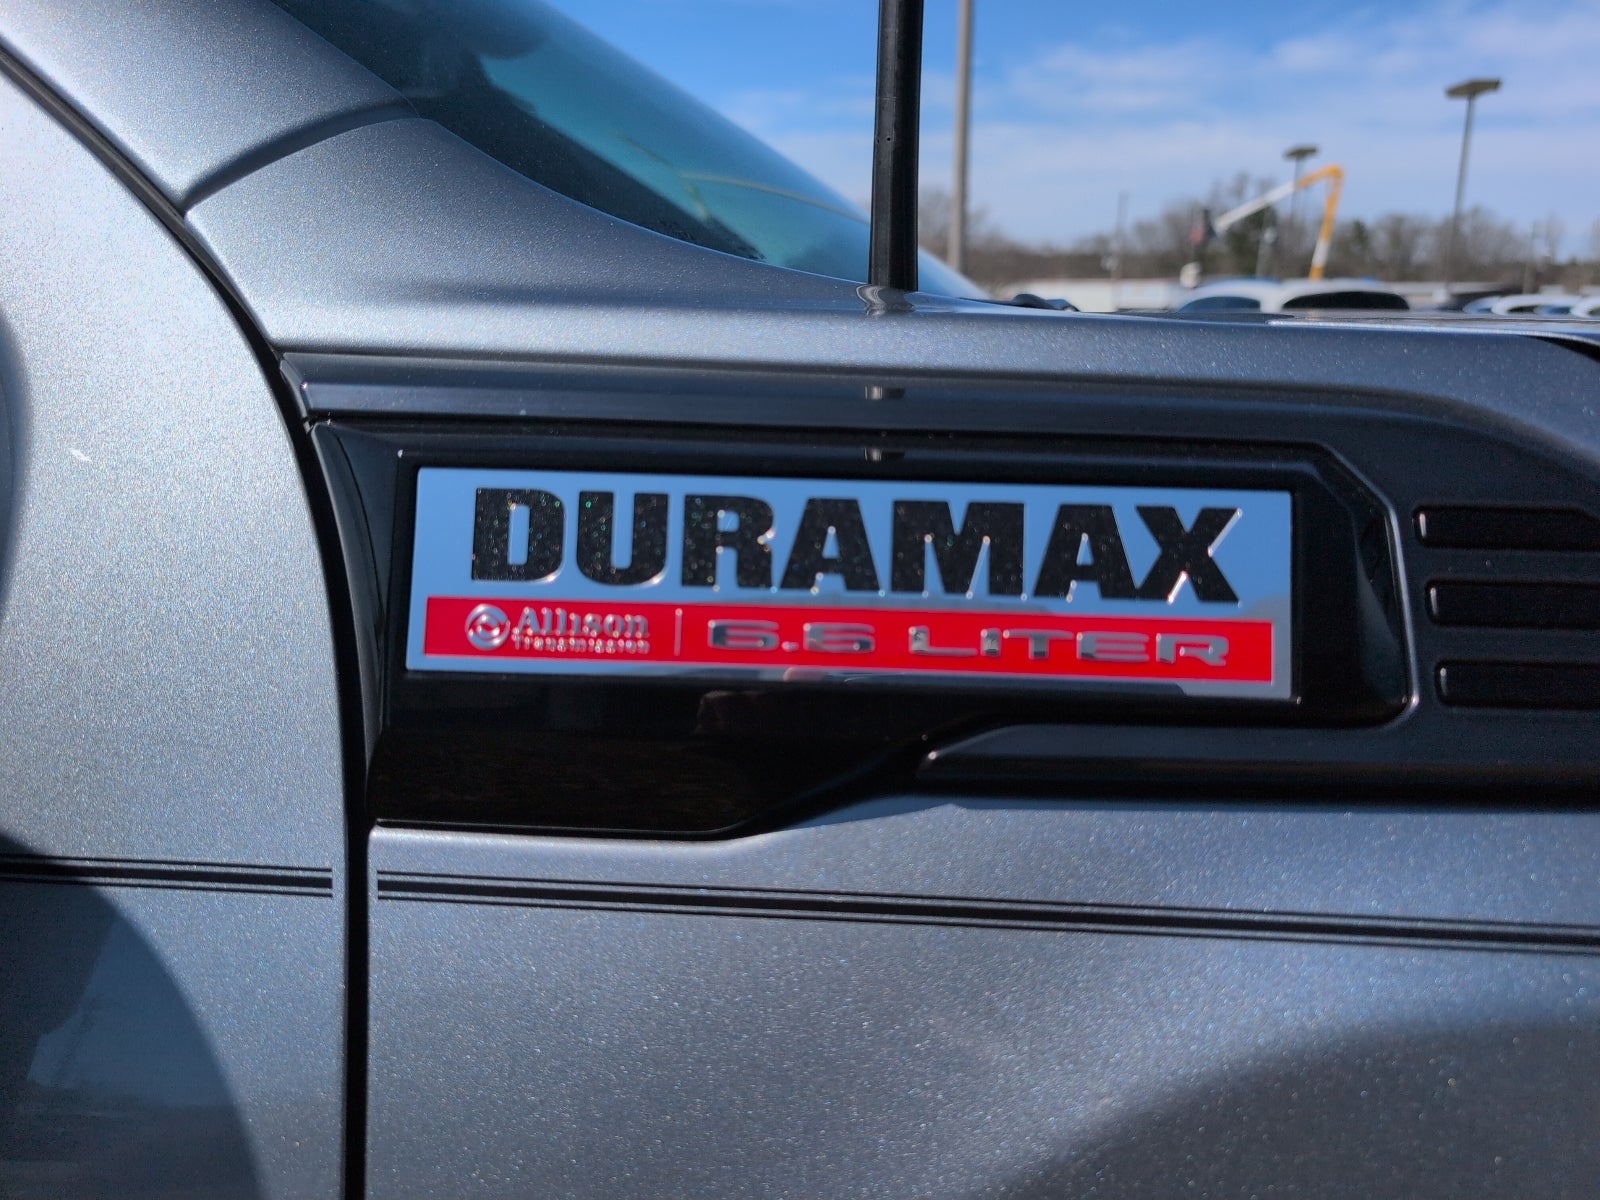 DURAMAX
Allison 6.6 LITER
TRANSMISSION